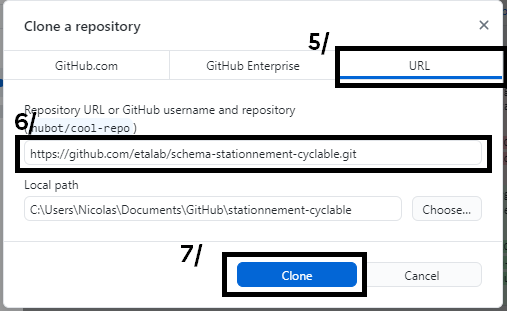 Clone a repository
5/
GitHub.com GitHub Enterprise URL
Repository URL or GitHub username and repository
6/
(hubot/cool-repo)
https://github.com/etalab/schema-stationnement-cyclable.git
Local path
C:\Users\Nicolas\Documents\GitHub\stationnement-cyclable Choose...
7/
Clone Cancel